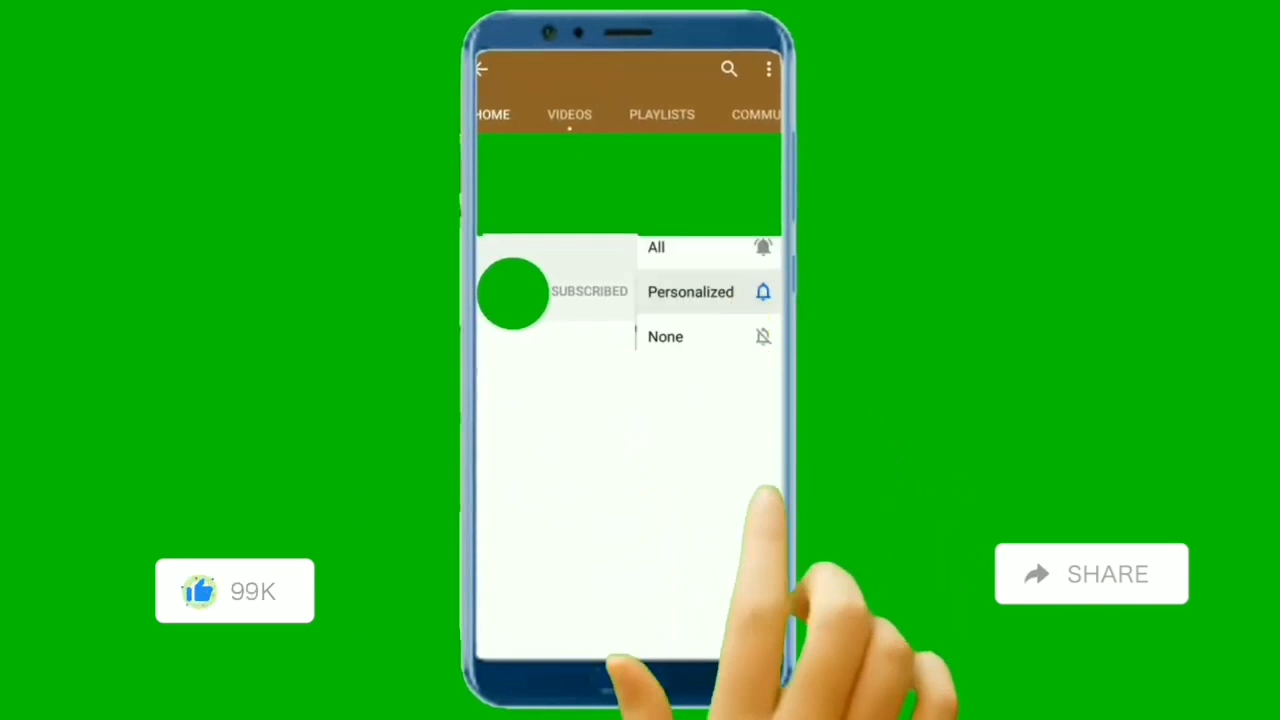 HOME VIDEOS PLAYLISTS COMMU
All
SUBSCRIBED Personalized
None
99K
SHARE